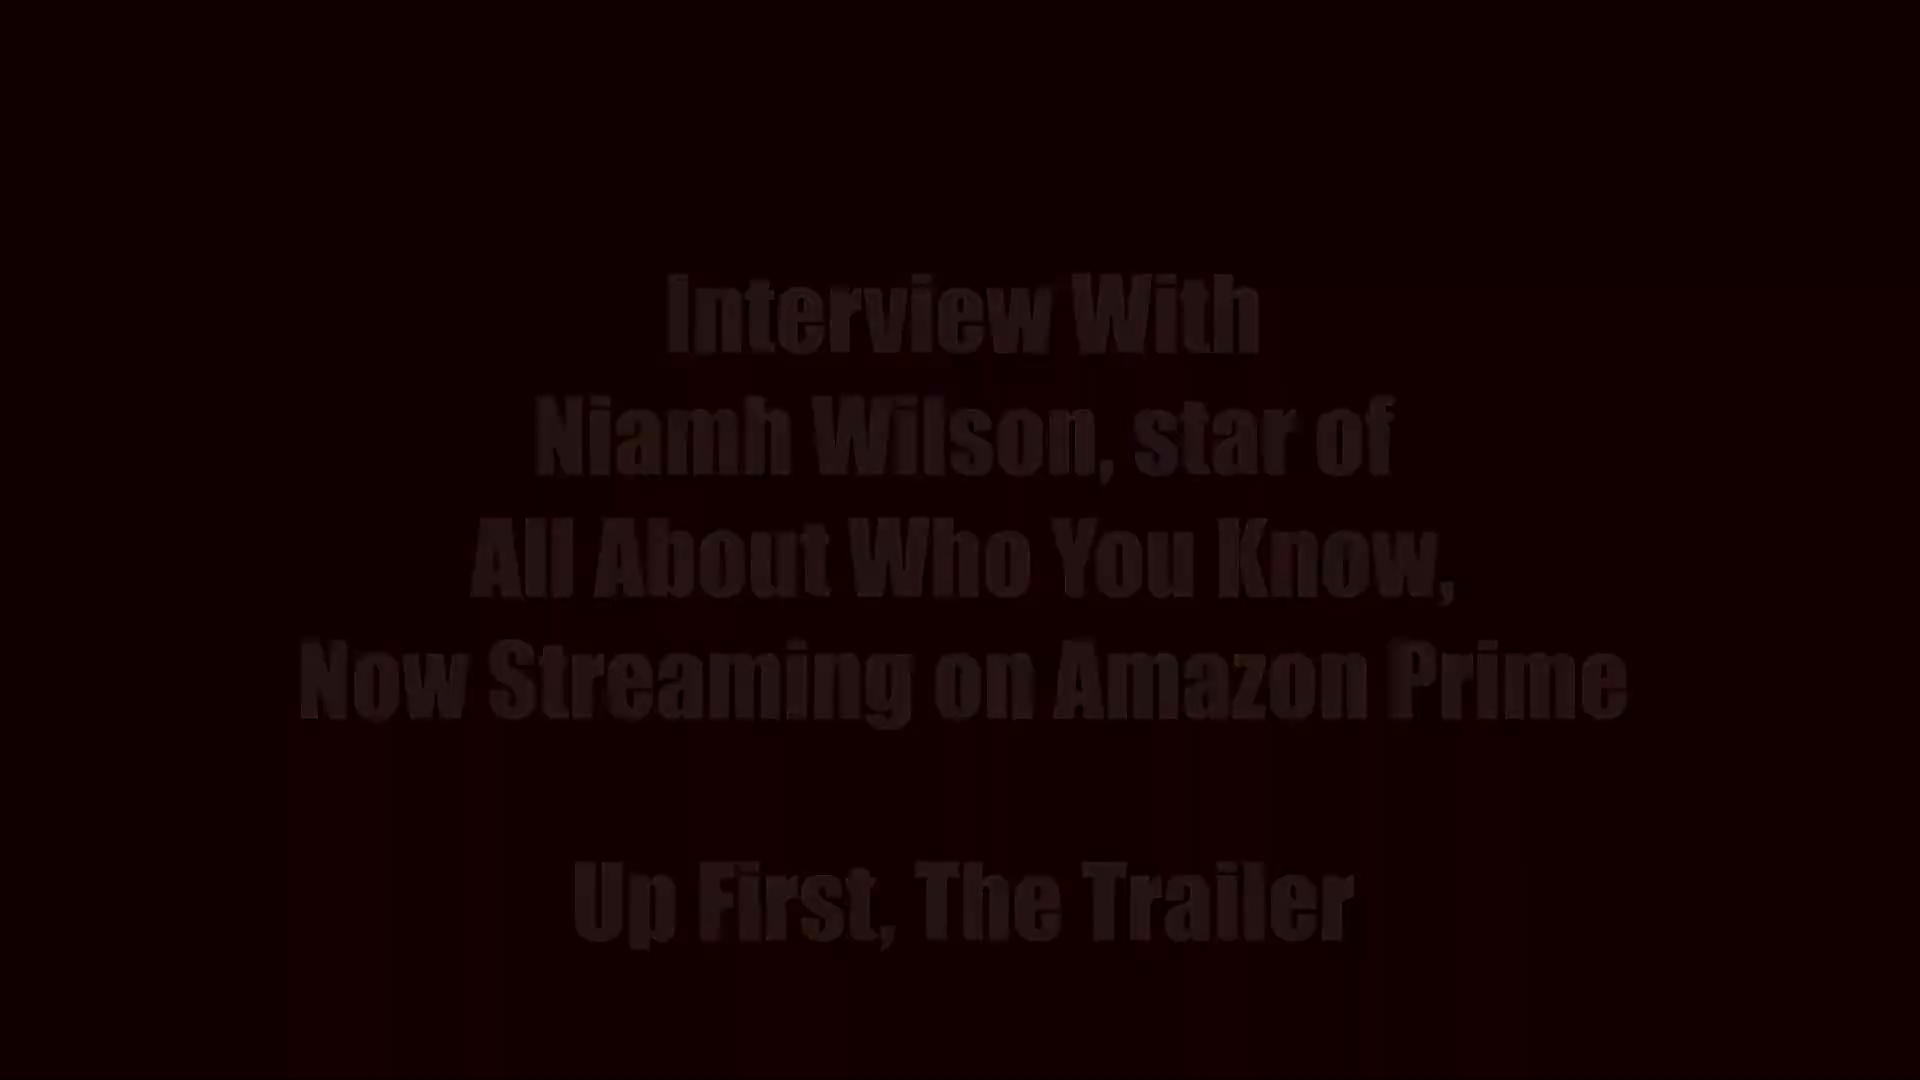 Interview With
Niamh Wilson, star of
All About Who You Know,
Now Streaming on Amazon Prime
Up First, The Trailer